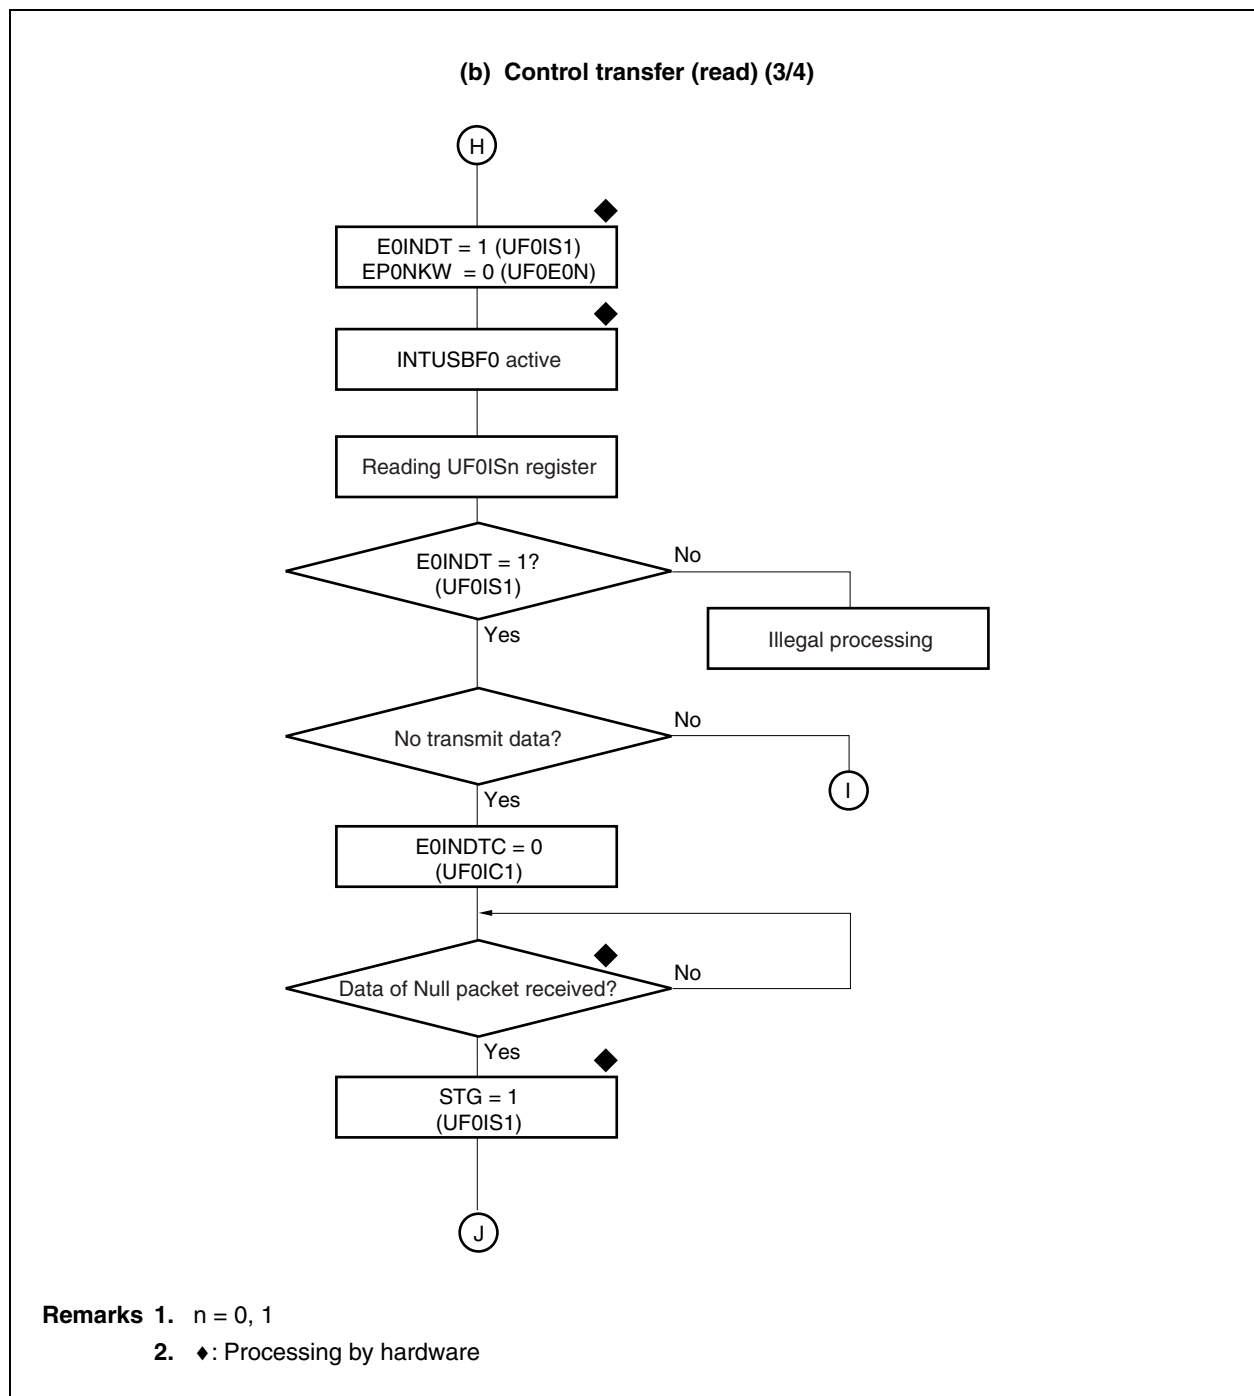 (b) Control transfer (read) (3/4)
H
E0INDT = 1 (UF0IS1)
EP0NKW = 0 (UF0E0N)
INTUSBF0 active
Reading UF0ISn register
E0INDT = 1?
(UF0IS1)
No
Illegal processing
Yes
No transmit data?
No
I
Yes
E0INDTC = 0
(UF0IC1)
Data of Null packet received?
No
Yes
STG = 1
(UF0IS1)
J
Remarks 1. n = 0, 1
2. ♦: Processing by hardware